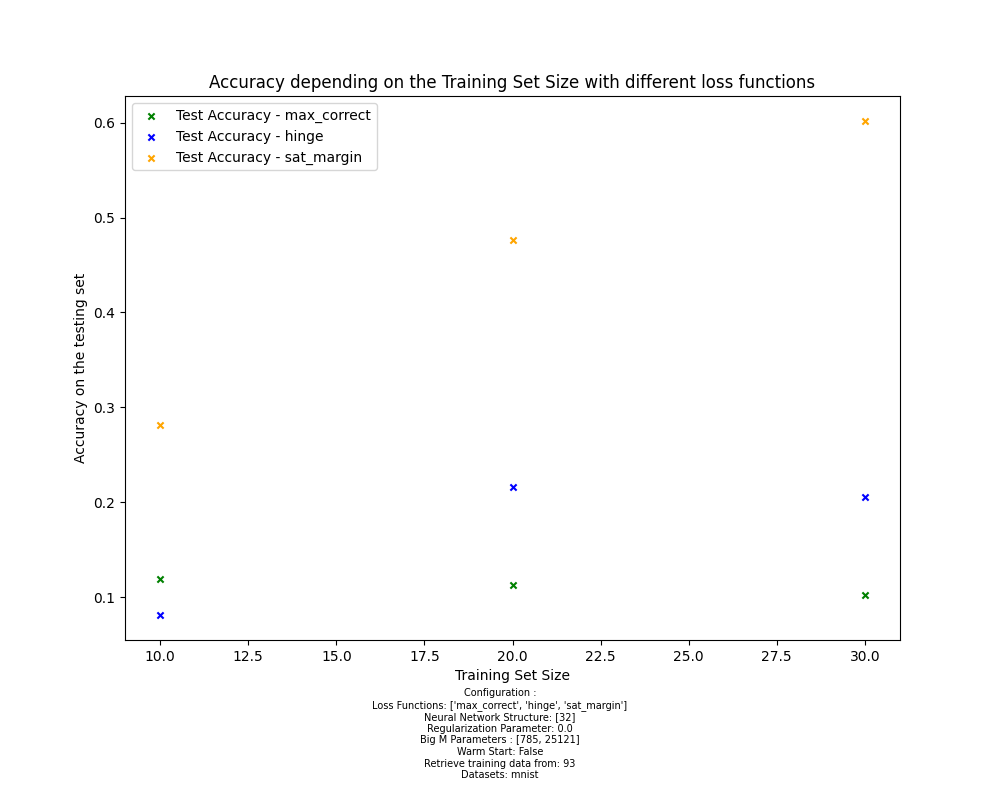 Accuracy depending on the Training Set Size with different loss functions
Test Accuracy - max_correct
Test Accuracy - hinge
Test Accuracy - sat_margin
Accuracy on the testing set
0.6
0.5
0.4
0.3
0.2
0.1
10.0 12.5 15.0 17.5 20.0 22.5 25.0 27.5 30.0
Training Set Size
Configuration :
Loss Functions: ['max_correct', 'hinge', 'sat_margin']
Neural Network Structure: [32]
Regularization Parameter: 0.0
Big M Parameters : [785, 25121]
Warm Start: False
Retrieve training data from: 93
Datasets: mnist